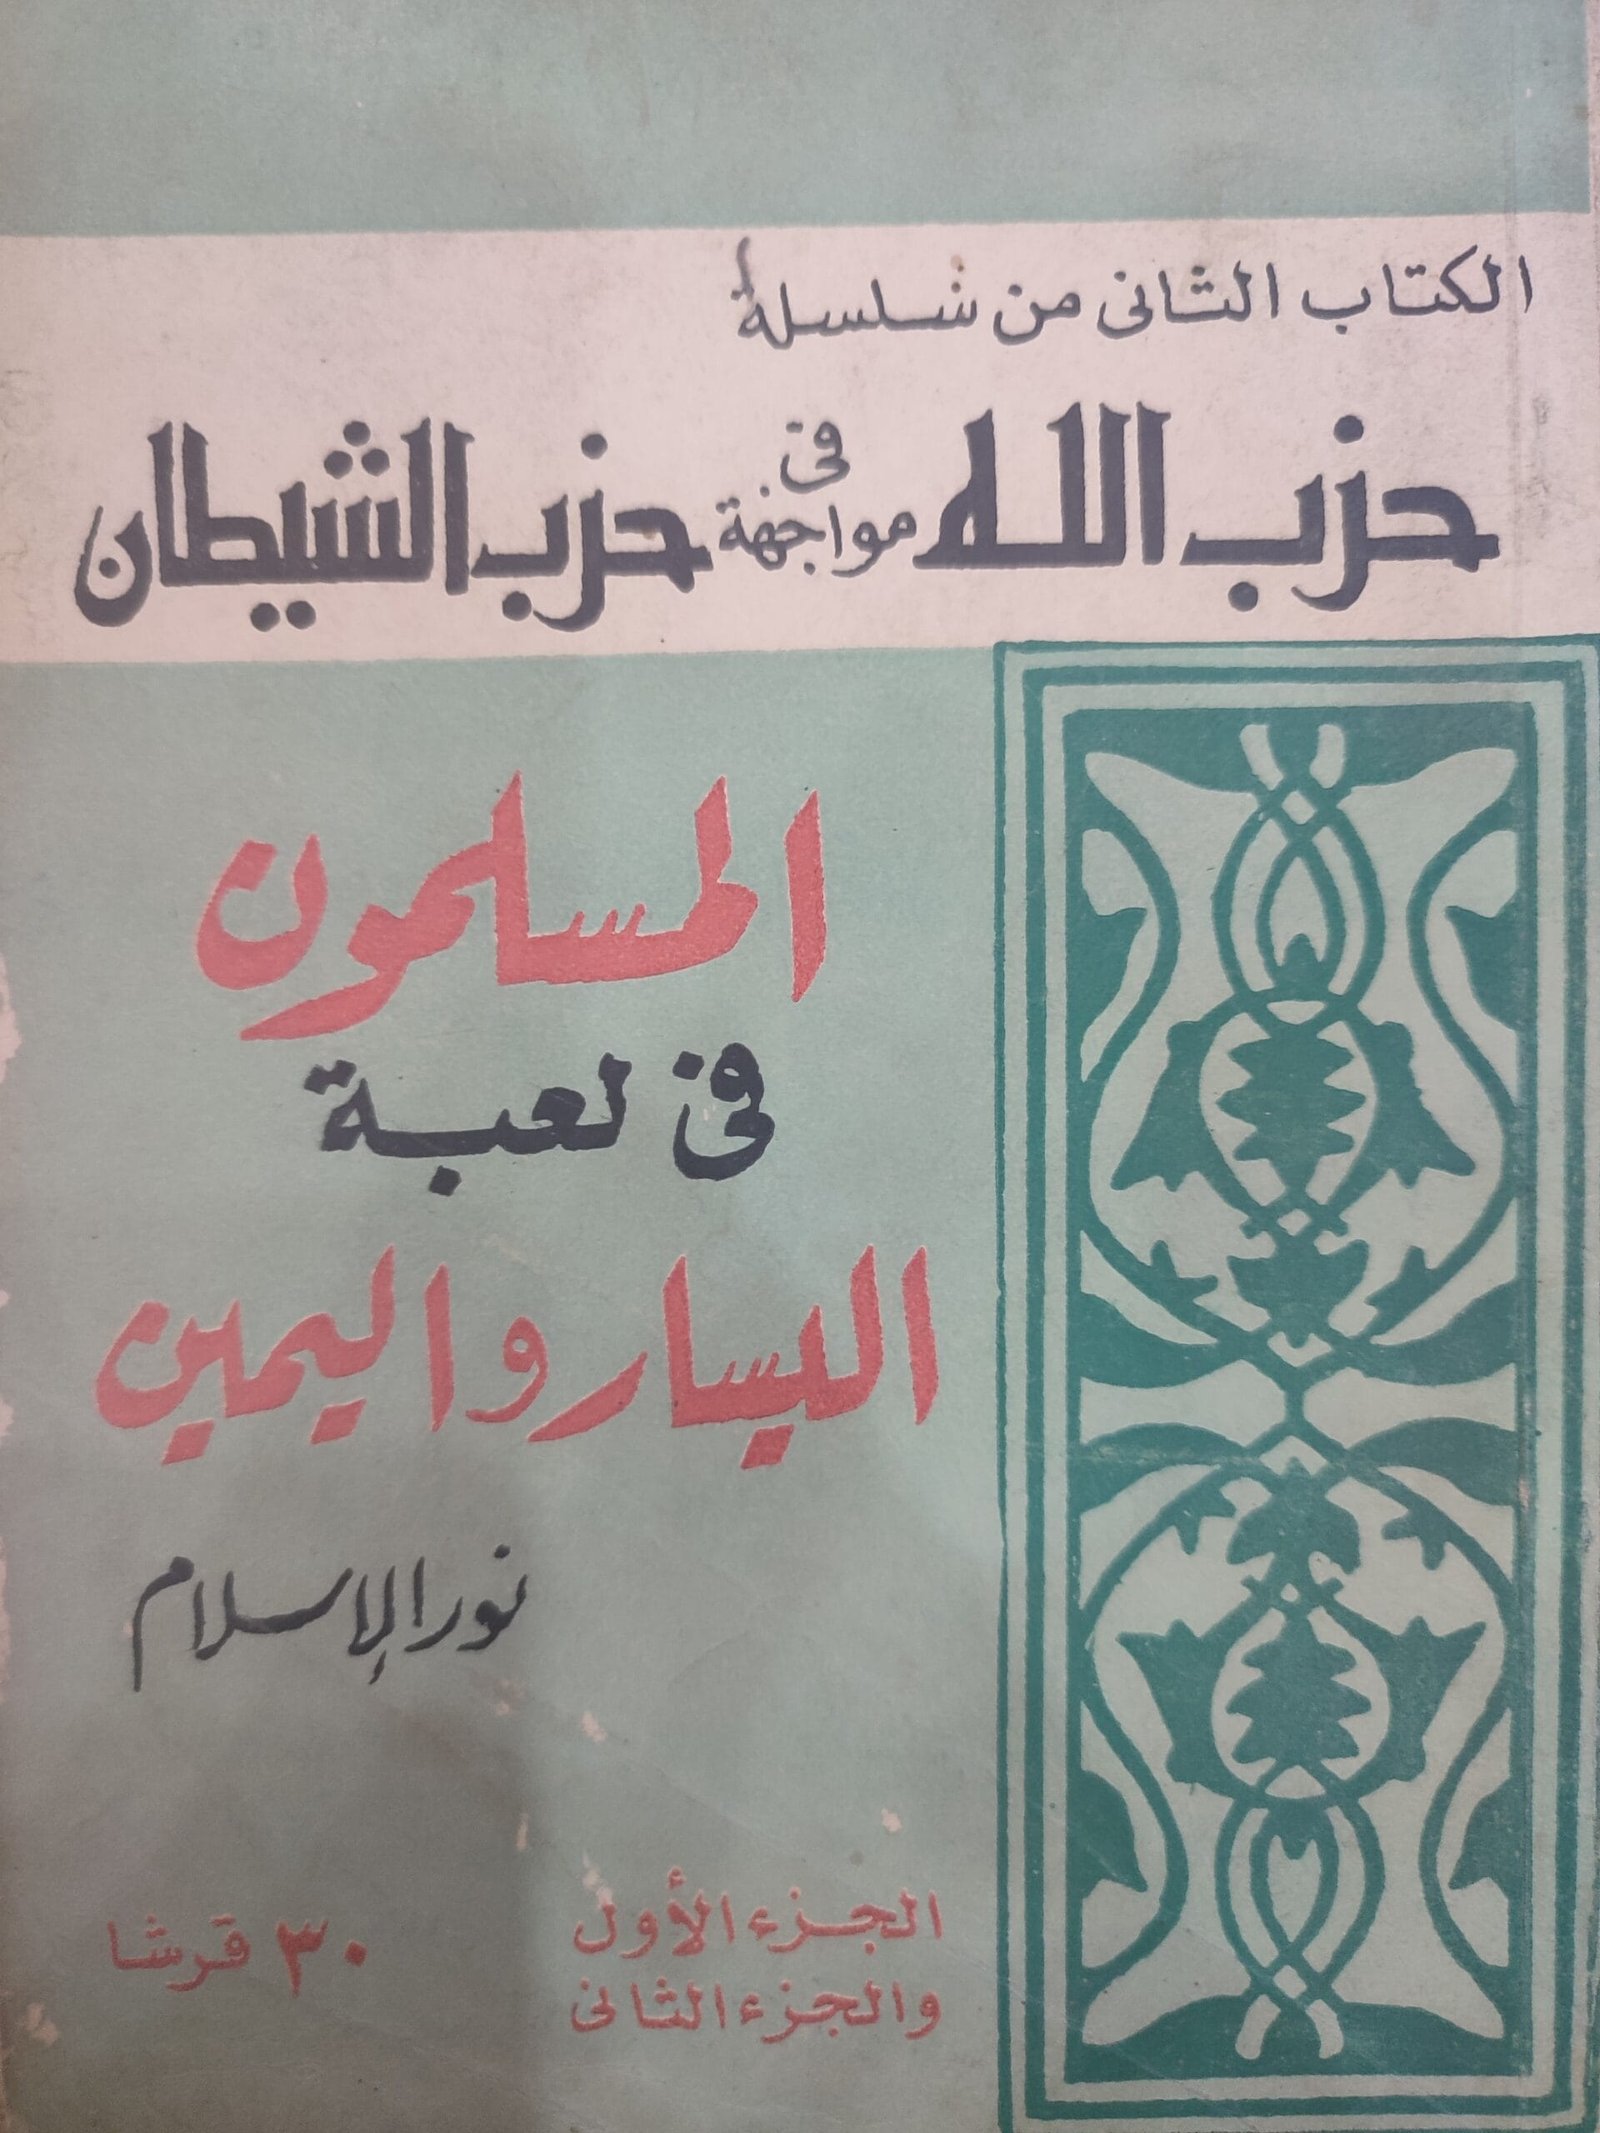 الكتاب الثانى من سلسلة
حزب الله فى مواجهة حزب الشيطان
المسلمون
فى لعبة
اليسار واليمين
نور الإسلام
الجزء الأول
والجزء الثانى
٣٠ قرشا